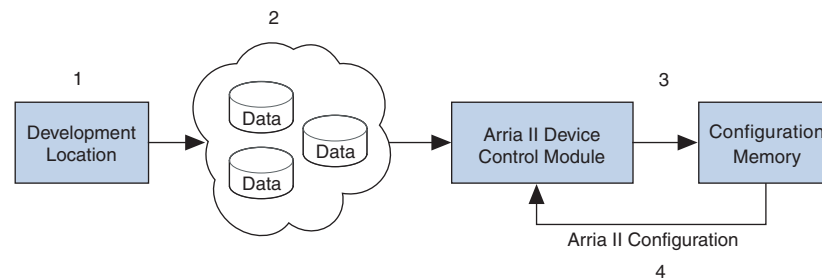 1
2
3
Development
Location
Data
Data
Data
Arria II Device
Control Module
Configuration
Memory
Arria II Configuration
4